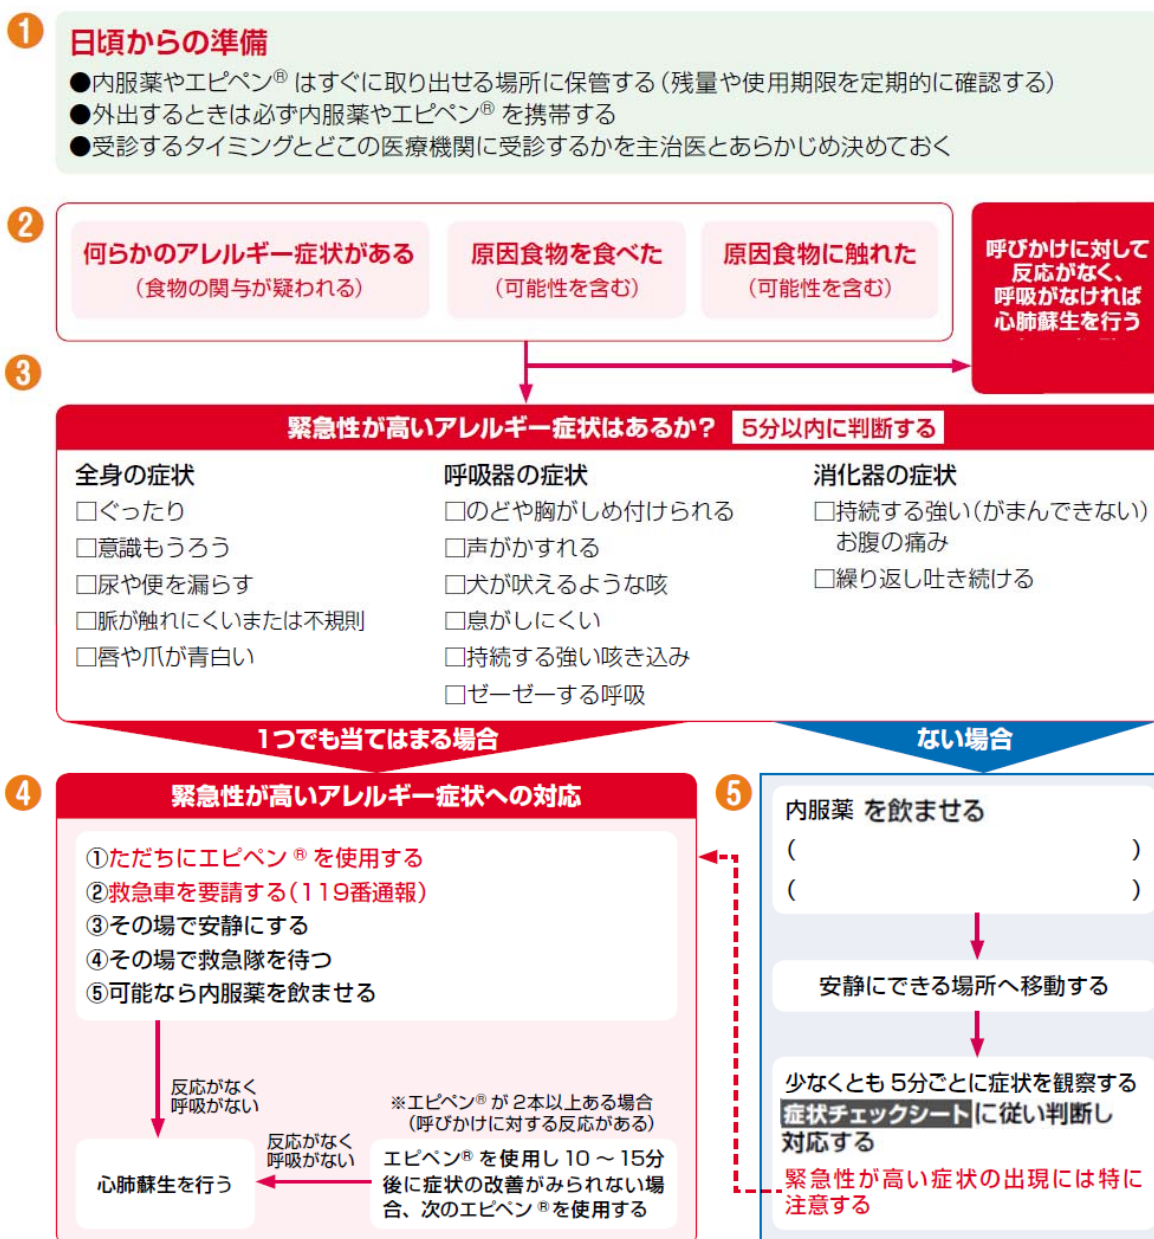 1
日頃からの準備
●内服薬やエピペン® はすぐに取り出せる場所に保管する（残量や使用期限を定期的に確認する）
●外出するときは必ず内服薬やエピペン® を携帯する
●受診するタイミングとどこの医療機関に受診するかを主治医とあらかじめ決めておく
2
何らかのアレルギー症状がある
（食物の関与が疑われる）
原因食物を食べた
（可能性を含む）
原因食物に触れた
（可能性を含む）
呼びかけに対して
反応がなく、
呼吸がなければ
心肺蘇生を行う
3
緊急性が高いアレルギー症状はあるか？ 5分以内に判断する
全身の症状
□ぐったり
□意識もうろう
□尿や便を漏らす
□脈が触れにくいまたは不規則
□唇や爪が青白い
呼吸器の症状
□のどや胸がしめ付けられる
□声がかすれる
□犬が吠えるような咳
□息がしにくい
□持続する強い咳き込み
□ゼーゼーする呼吸
消化器の症状
□持続する強い（がまんできない）
お腹の痛み
□繰り返し吐き続ける
1つでも当てはまる場合
ない場合
4
緊急性が高いアレルギー症状への対応
①ただちにエピペン ® を使用する
②救急車を要請する（119番通報）
③その場で安静にする
④その場で救急隊を待つ
⑤可能なら内服薬を飲ませる
反応がなく
呼吸がない
※エピペン® が 2本以上ある場合
（呼びかけに対する反応がある）
反応がなく
呼吸がない
心肺蘇生を行う
エピペン® を使用し 10 ～ 15分
後に症状の改善がみられない場
合、次のエピペン ®を使用する
5
内服薬 を飲ませる
（ ）
（ ）
安静にできる場所へ移動する
少なくとも 5分ごとに症状を観察する
症状チェックシートに従い判断し
対応する
緊急性が高い症状の出現には特に
注意する